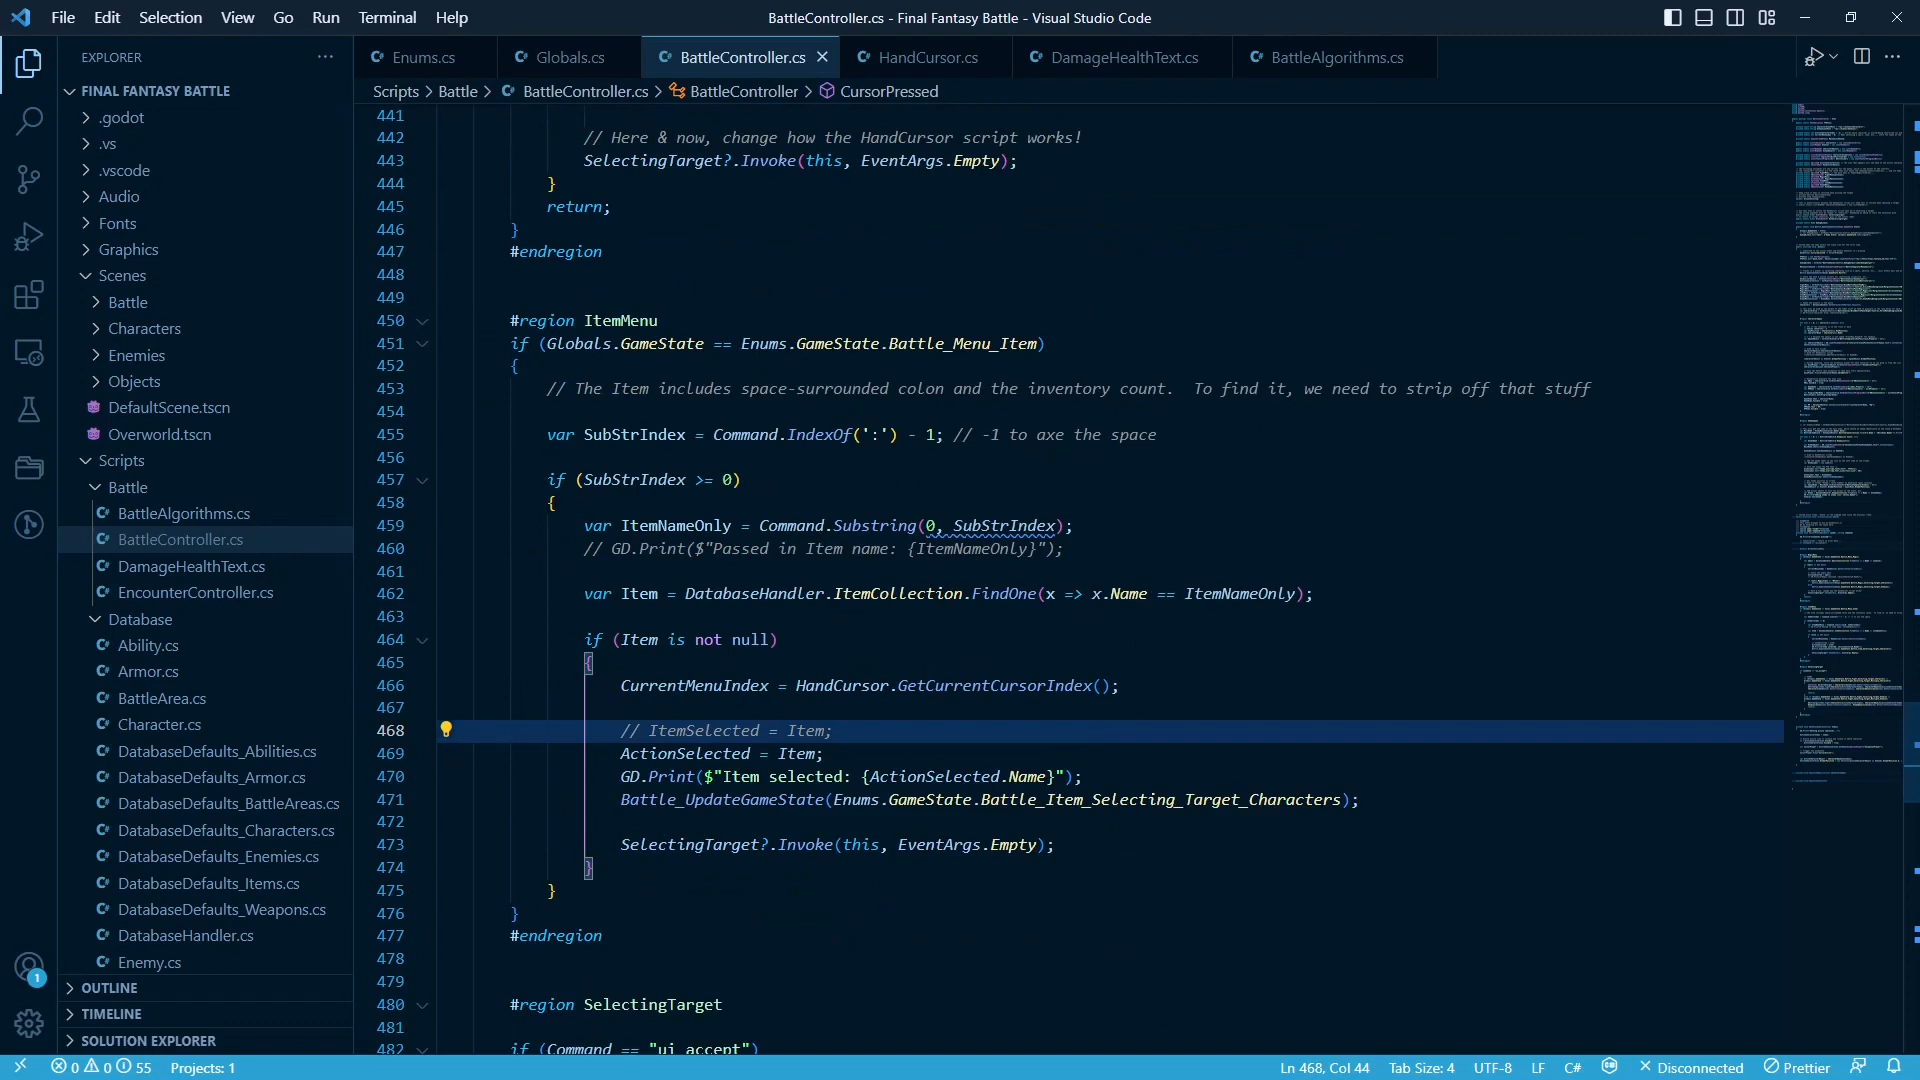 File Edit Selection View Go Run Terminal Help
BattleController.cs - Final Fantasy Battle - Visual Studio Code
EXPLORER
FINAL FANTASY BATTLE
.godot
.vs
.vscode
Audio
Fonts
Graphics
Scenes
Battle
Characters
Enemies
Objects
DefaultScene.tscn
Overworld.tscn
Scripts
Battle
BattleAlgorithms.cs
BattleController.cs
DamageHealthText.cs
EncounterController.cs
Database
Ability.cs
Armor.cs
BattleArea.cs
Character.cs
DatabaseDefaults_Abilities.cs
DatabaseDefaults_Armor.cs
DatabaseDefaults_BattleAreas.cs
DatabaseDefaults_Characters.cs
DatabaseDefaults_Enemies.cs
DatabaseDefaults_Items.cs
DatabaseDefaults_Weapons.cs
DatabaseHandler.cs
Enemy.cs
OUTLINE
TIMELINE
SOLUTION EXPLORER
1
Enums.cs Globals.cs BattleController.cs HandCursor.cs DamageHealthText.cs BattleAlgorithms.cs
Scripts > Battle > BattleController.cs > BattleController > CursorPressed
441
442 // Here & now, change how the HandCursor script works!
443 SelectingTarget?.Invoke(this, EventArgs.Empty);
444 }
445 return;
446 }
447 #endregion
448
449
450 #region ItemMenu
451 if (Globals.GameState == Enums.GameState.Battle_Menu_Item)
452 {
453 // The Item includes space-surrounded colon and the inventory count.  To find it, we need to strip off that stuff
454
455 var SubStrIndex = Command.IndexOf(':') - 1; // -1 to axe the space
456
457 if (SubStrIndex >= 0)
458 {
459 var ItemNameOnly = Command.Substring(0, SubStrIndex);
460 // GD.Print($"Passed in Item name: {ItemNameOnly}");
461
462 var Item = DatabaseHandler.ItemCollection.FindOne(x => x.Name == ItemNameOnly);
463
464 if (Item is not null)
465 {
466 CurrentMenuIndex = HandCursor.GetCurrentCursorIndex();
467
468 // ItemSelected = Item;
469 ActionSelected = Item;
470 GD.Print($"Item selected: {ActionSelected.Name}");
471 Battle_UpdateGameState(Enums.GameState.Battle_Item_Selecting_Target_Characters);
472
473 SelectingTarget?.Invoke(this, EventArgs.Empty);
474 }
475 }
476 }
477 #endregion
478
479
480 #region SelectingTarget
481
482 if (Command == "ui_accept")
0 0 55 Projects: 1
Ln 468, Col 44 Tab Size: 4 UTF-8 LF C# Disconnected Prettier